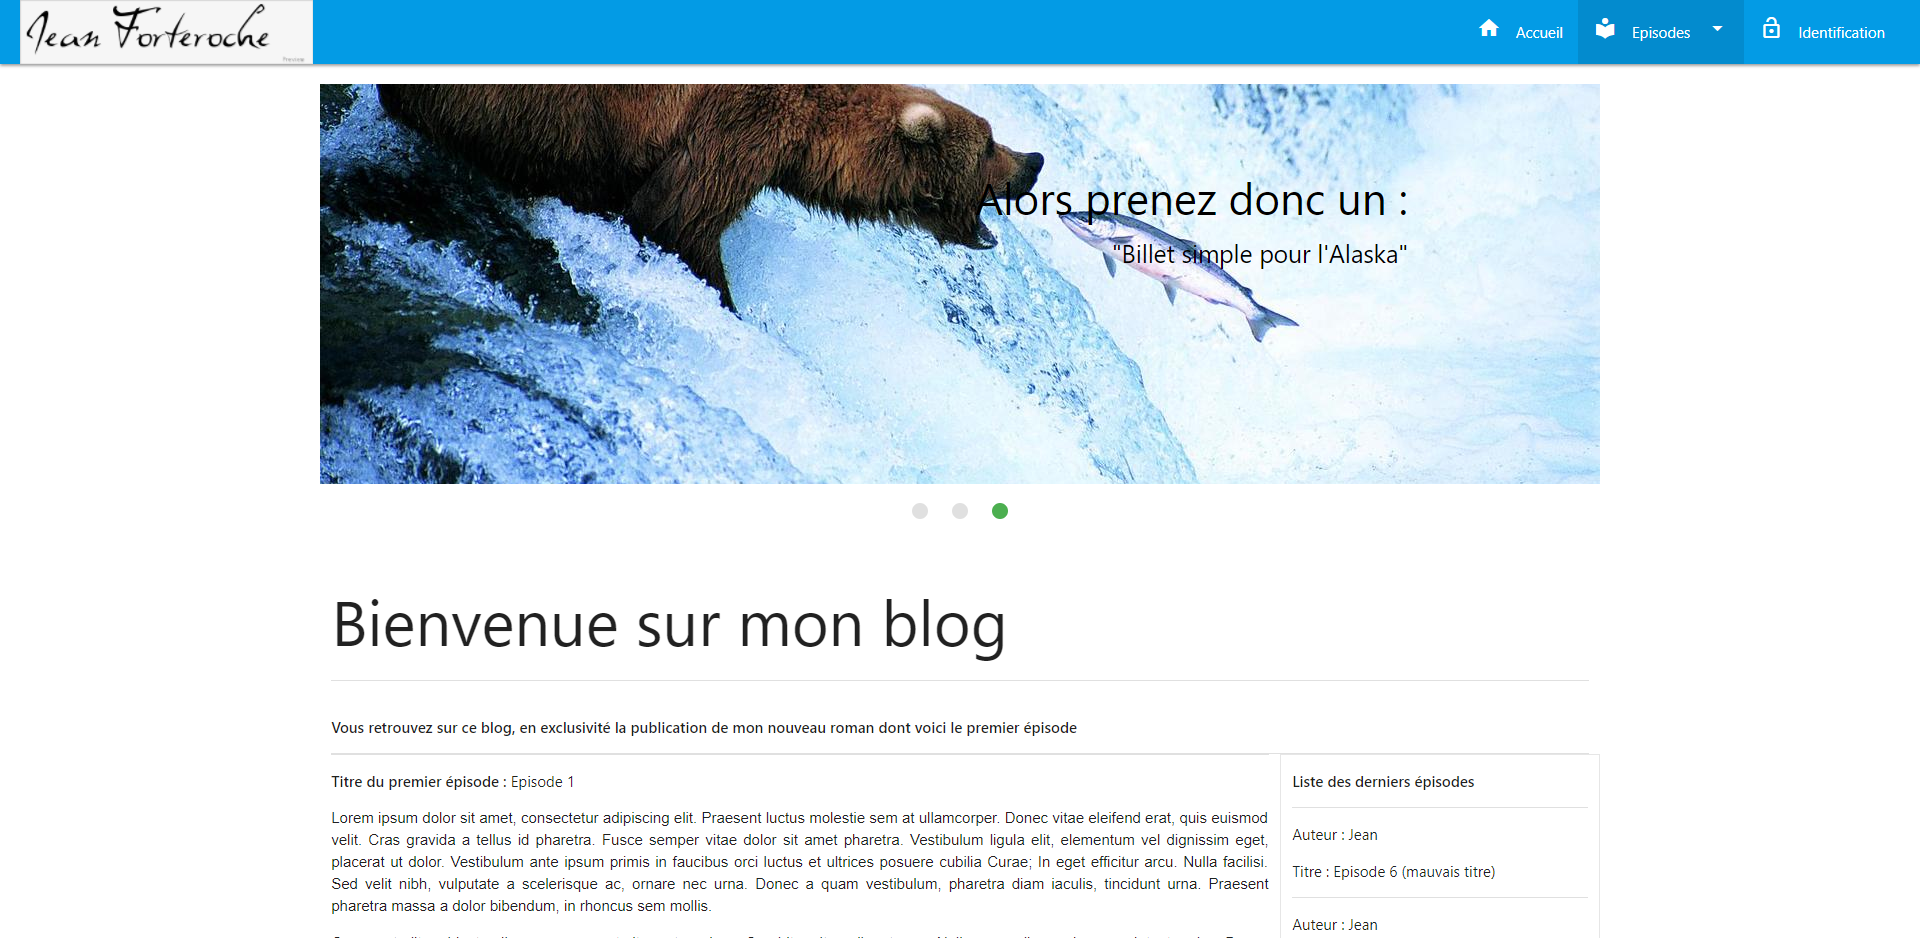 Jean Forteroche
Accueil
Episodes
Identification
Alors prenez donc un :
"Billet simple pour l'Alaska"
Bienvenue sur mon blog
Vous retrouvez sur ce blog, en exclusivité la publication de mon nouveau roman dont voici le premier épisode
Titre du premier épisode : Episode 1
Lorem ipsum dolor sit amet, consectetur adipiscing elit. Praesent luctus molestie sem at ullamcorper. Donec vitae eleifend erat, quis euismod
velit. Cras gravida a tellus id pharetra. Fusce semper vitae dolor sit amet pharetra. Vestibulum ligula elit, elementum vel dignissim eget,
placerat ut dolor. Vestibulum ante ipsum primis in faucibus orci luctus et ultrices posuere cubilia Curae; In eget efficitur arcu. Nulla facilisi.
Sed velit nibh, vulputate a scelerisque ac, ornare nec urna. Donec a quam vestibulum, pharetra diam iaculis, tincidunt urna. Praesent
pharetra massa a dolor bibendum, in rhoncus sem mollis.
Liste des derniers épisodes
Auteur : Jean
Titre : Episode 6 (mauvais titre)
Auteur : Jean